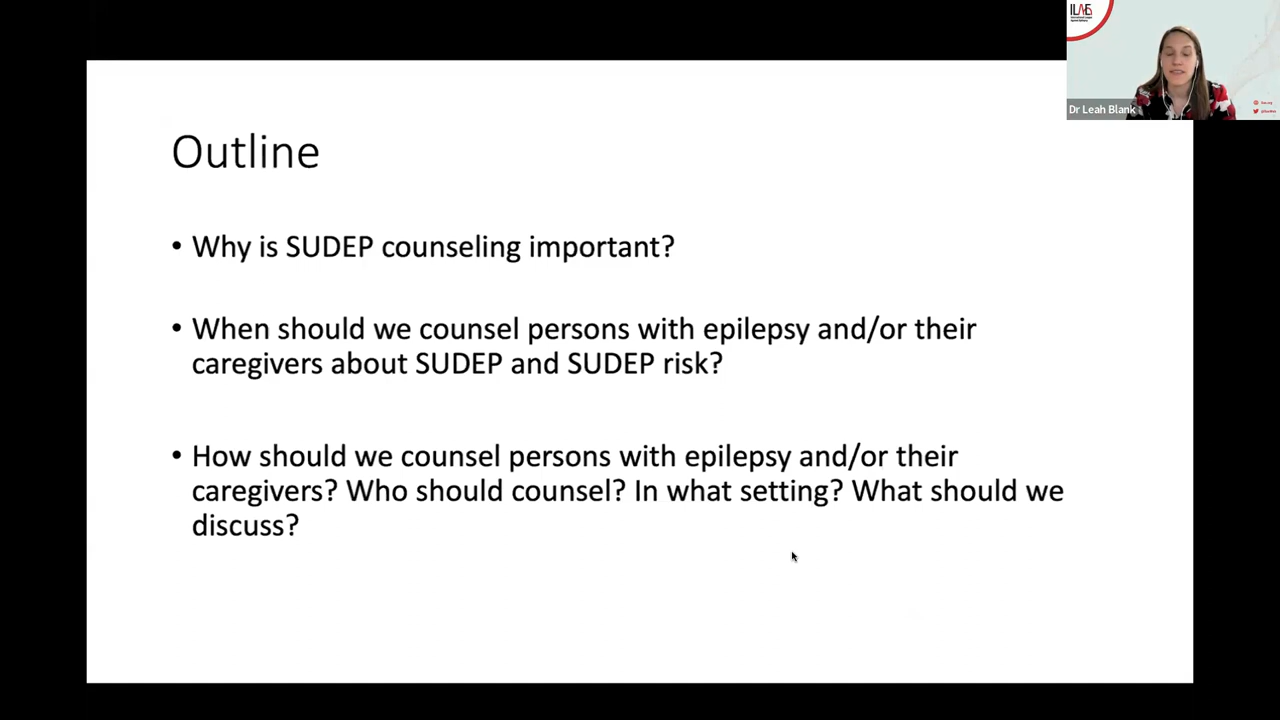 ILAE
Dr Leah Blank
Outline
• Why is SUDEP counseling important?
• When should we counsel persons with epilepsy and/or their
caregivers about SUDEP and SUDEP risk?
• How should we counsel persons with epilepsy and/or their
caregivers? Who should counsel? In what setting? What should we
discuss?